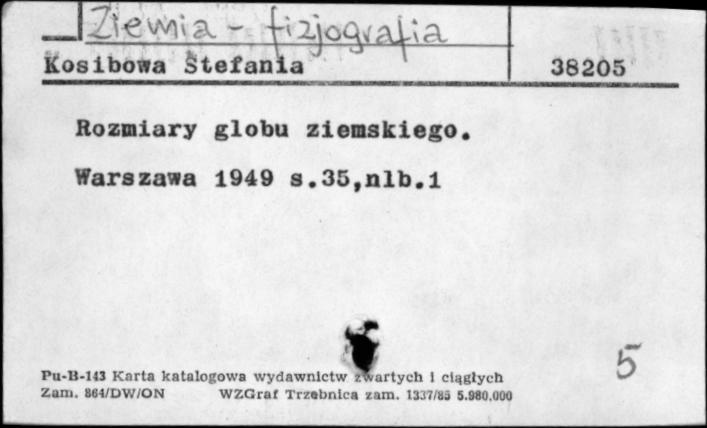 Ziemia - fizjografia
Kosibowa Stefania 38205
Rozmiary globu ziemskiego.
Warszawa 1949 s.35,nlb.1
5
Pu-B-143 Karta katalogowa wydawnictw zwartych i ciągłych
Zam. 864/DW/ON WZGraf Trzebnica zam. 1337/85 5.980.000